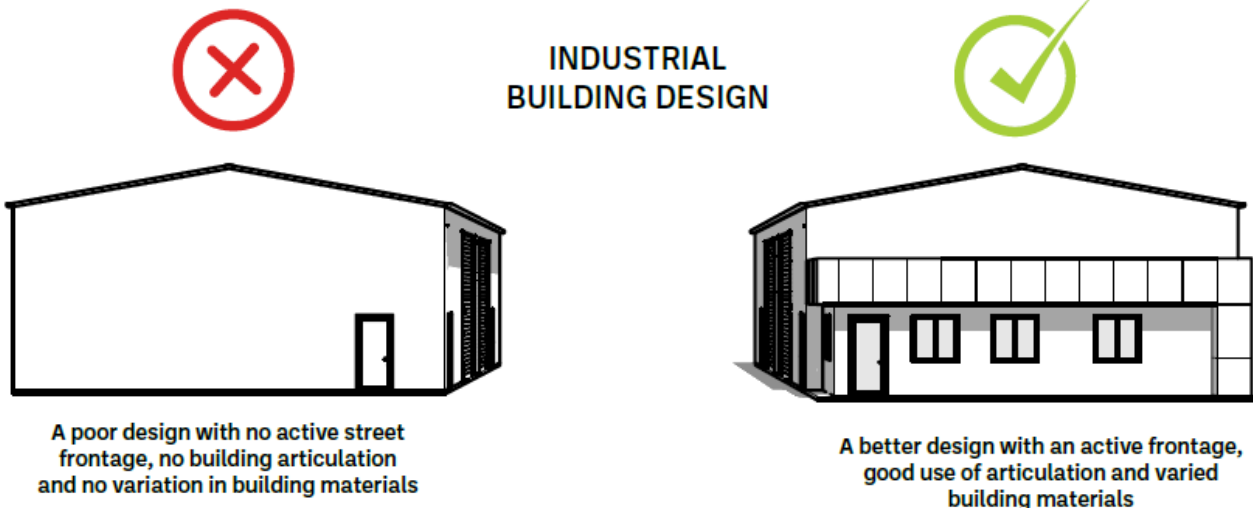 INDUSTRIAL
BUILDING DESIGN
A poor design with no active street
frontage, no building articulation
and no variation in building materials
A better design with an active frontage,
good use of articulation and varied
building materials